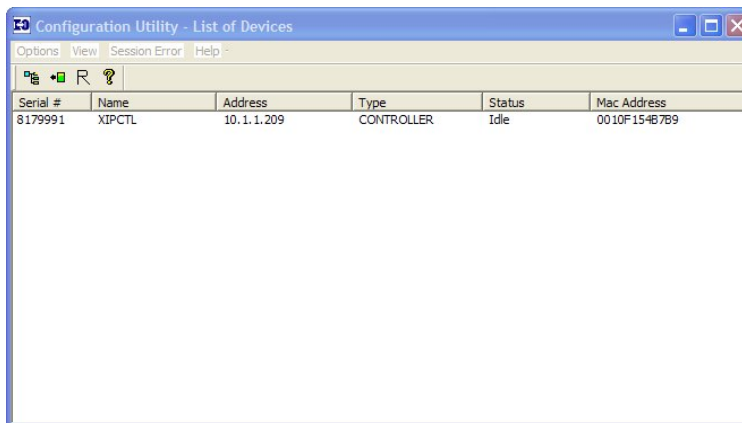 Configuration Utility - List of Devices
Options View Session Error Help -
R ?
Serial # Name Address Type Status Mac Address
8179991 XIPCTL 10.1.1.209 CONTROLLER Idle 0010F154B7B9